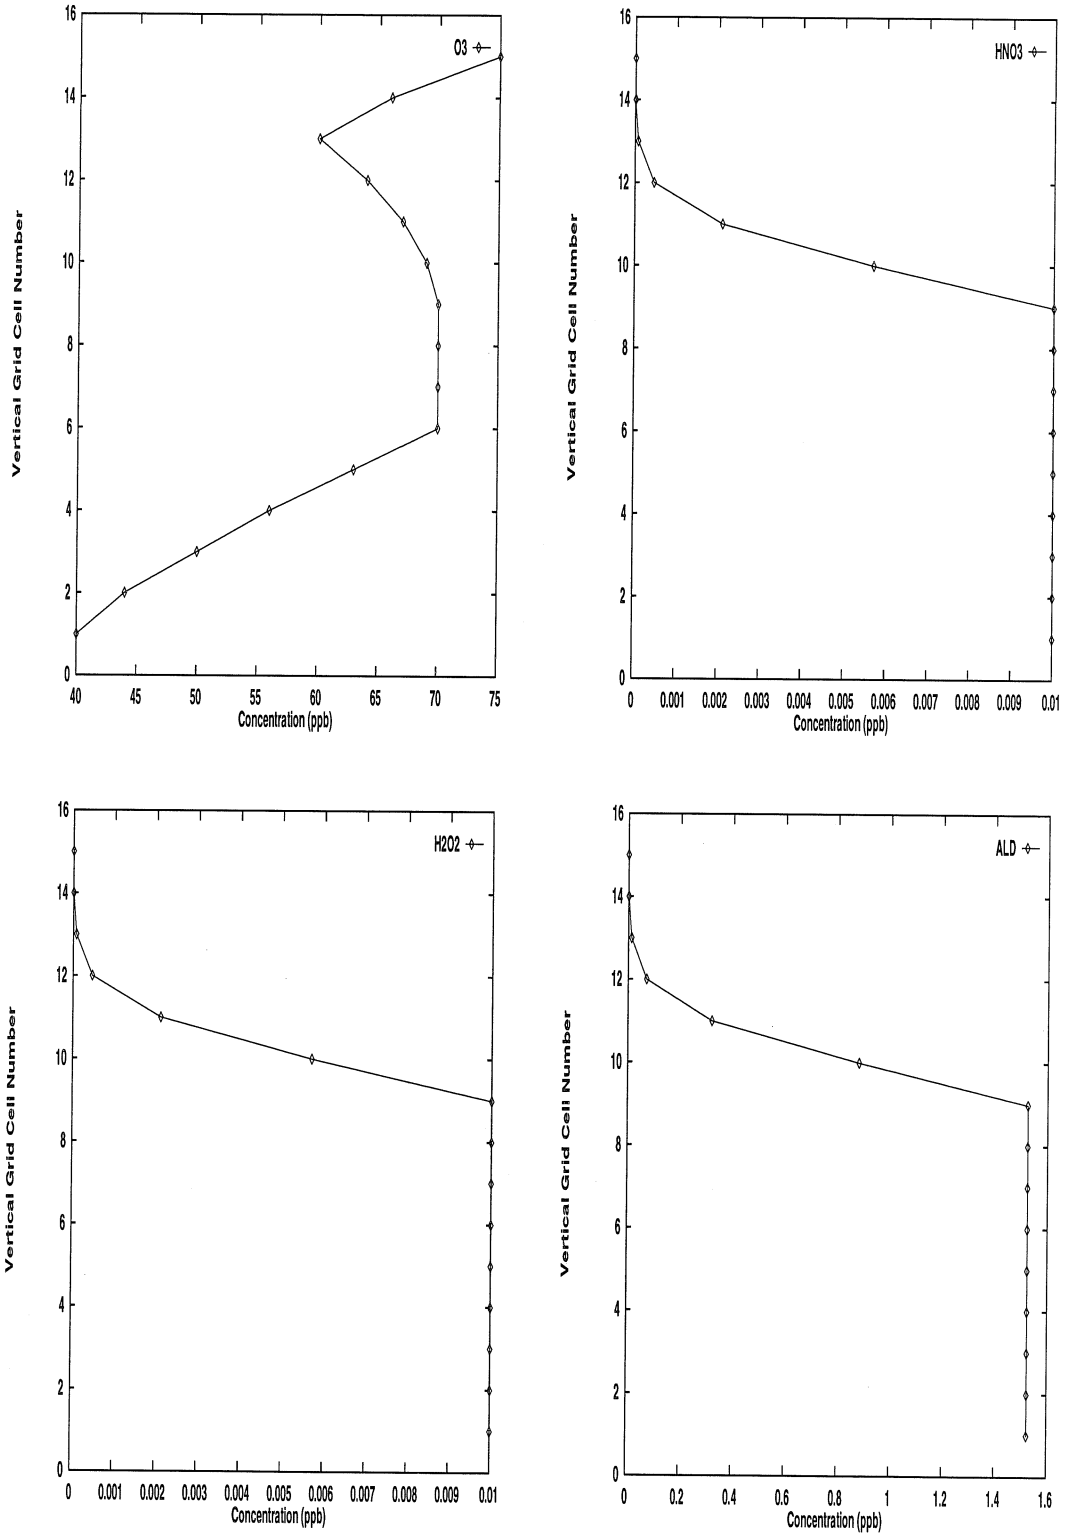 16
14
12
10
8
6
4
2
0
O3
Vertical Grid Cell Number
40 45 50 55 60 65 70 75
Concentration (ppb)
16
14
12
10
8
6
4
2
0
HNO3
Vertical Grid Cell Number
0 0.001 0.002 0.003 0.004 0.005 0.006 0.007 0.008 0.009 0.01
Concentration (ppb)
16
14
12
10
8
6
4
2
0
H2O2
Vertical Grid Cell Number
0 0.001 0.002 0.003 0.004 0.005 0.006 0.007 0.008 0.009 0.01
Concentration (ppb)
16
14
12
10
8
6
4
2
0
ALD
Vertical Grid Cell Number
0 0.2 0.4 0.6 0.8 1 1.2 1.4 1.6
Concentration (ppb)